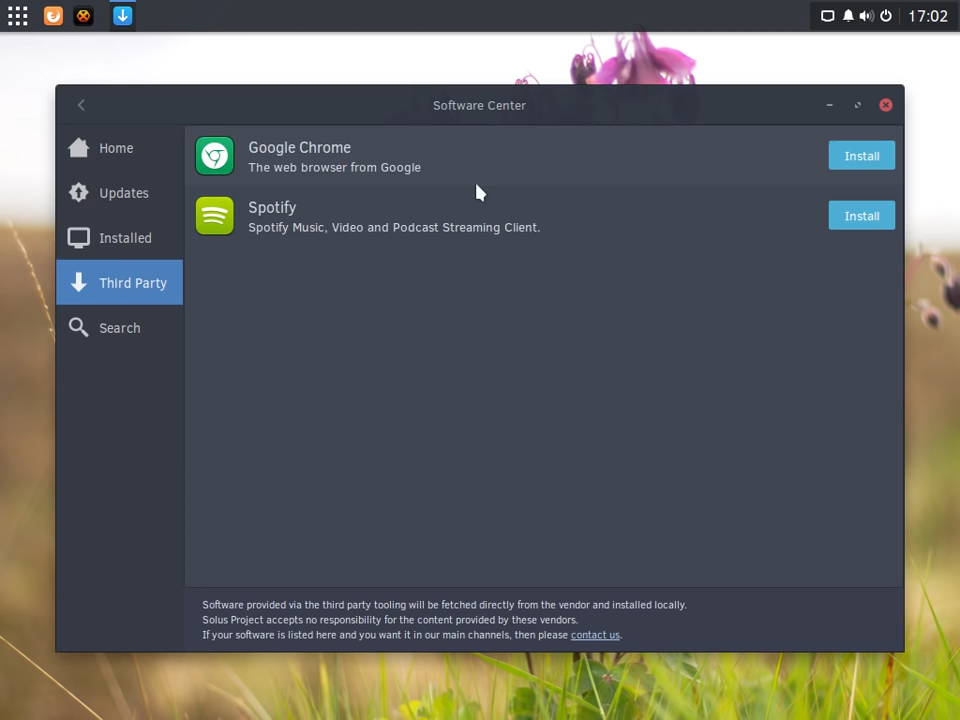 17:02
Software Center
Home
Updates
Installed
Third Party
Search
Google Chrome
The web browser from Google
Install
Spotify
Spotify Music, Video and Podcast Streaming Client.
Install
Software provided via the third party tooling will be fetched directly from the vendor and installed locally.
Solus Project accepts no responsibility for the content provided by these vendors.
If your software is listed here and you want it in our main channels, then please contact us.